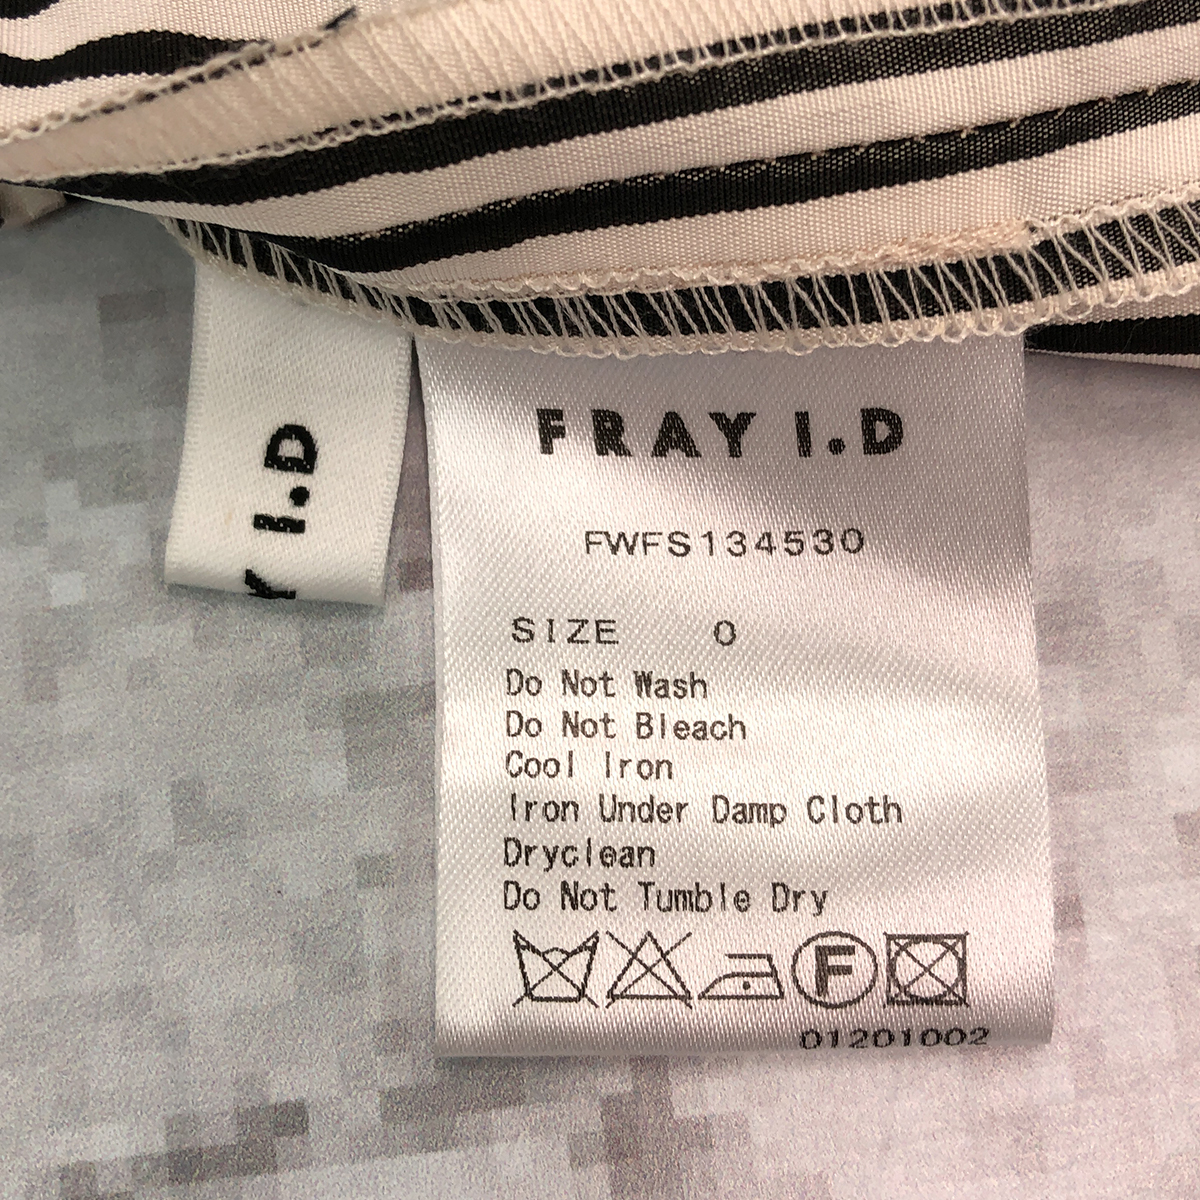 Y I.D
FRAY I.D
FWFS134530
SIZE 0
Do Not Wash
Do Not Bleach
Cool Iron
Iron Under Damp Cloth
Dryclean
Do Not Tumble Dry
F
01201002